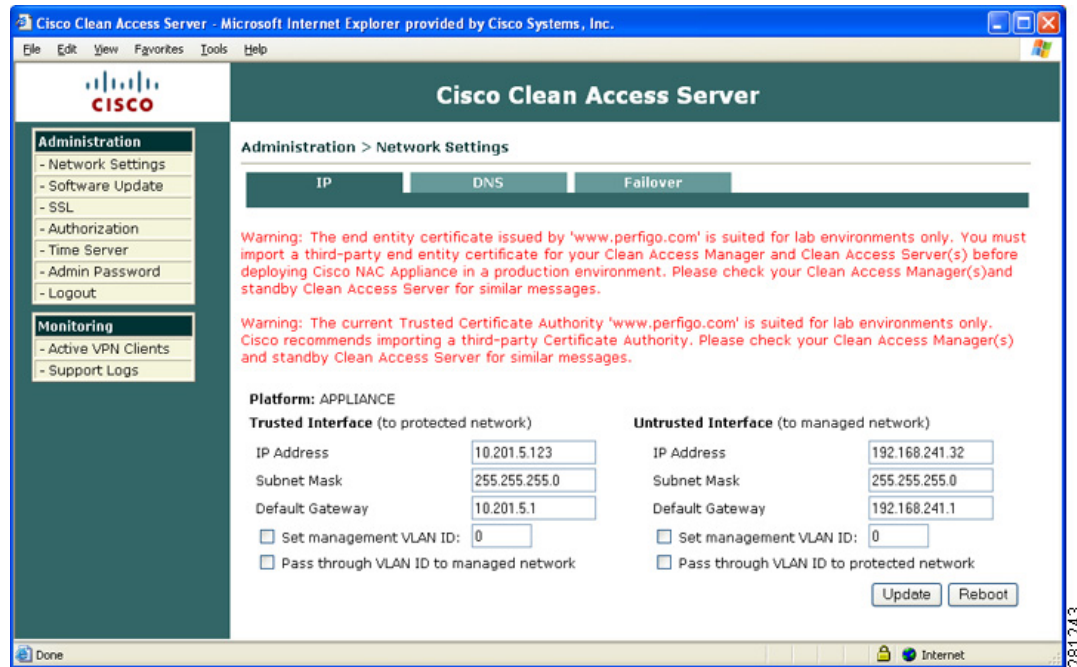 Cisco Clean Access Server - Microsoft Internet Explorer provided by Cisco Systems, Inc.
File Edit View Favorites Tools Help
CISCO
Cisco Clean Access Server
Administration
- Network Settings
- Software Update
- SSL
- Authorization
- Time Server
- Admin Password
- Logout
Monitoring
- Active VPN Clients
- Support Logs
Administration > Network Settings
IP DNS Failover
Warning: The end entity certificate issued by 'www.perfigo.com' is suited for lab environments only. You must
import a third-party end entity certificate for your Clean Access Manager and Clean Access Server(s) before
deploying Cisco NAC Appliance in a production environment. Please check your Clean Access Manager(s)and
standby Clean Access Server for similar messages.
Warning: The current Trusted Certificate Authority 'www.perfigo.com' is suited for lab environments only.
Cisco recommends importing a third-party Certificate Authority. Please check your Clean Access Manager(s)
and standby Clean Access Server for similar messages.
Platform: APPLIANCE
Trusted Interface (to protected network)
IP Address 10.201.5.123
Subnet Mask 255.255.255.0
Default Gateway 10.201.5.1
Set management VLAN ID: 0
Pass through VLAN ID to managed network
Untrusted Interface (to managed network)
IP Address 192.168.241.32
Subnet Mask 255.255.255.0
Default Gateway 192.168.241.1
Set management VLAN ID: 0
Pass through VLAN ID to protected network
Update Reboot
Done Internet
281243